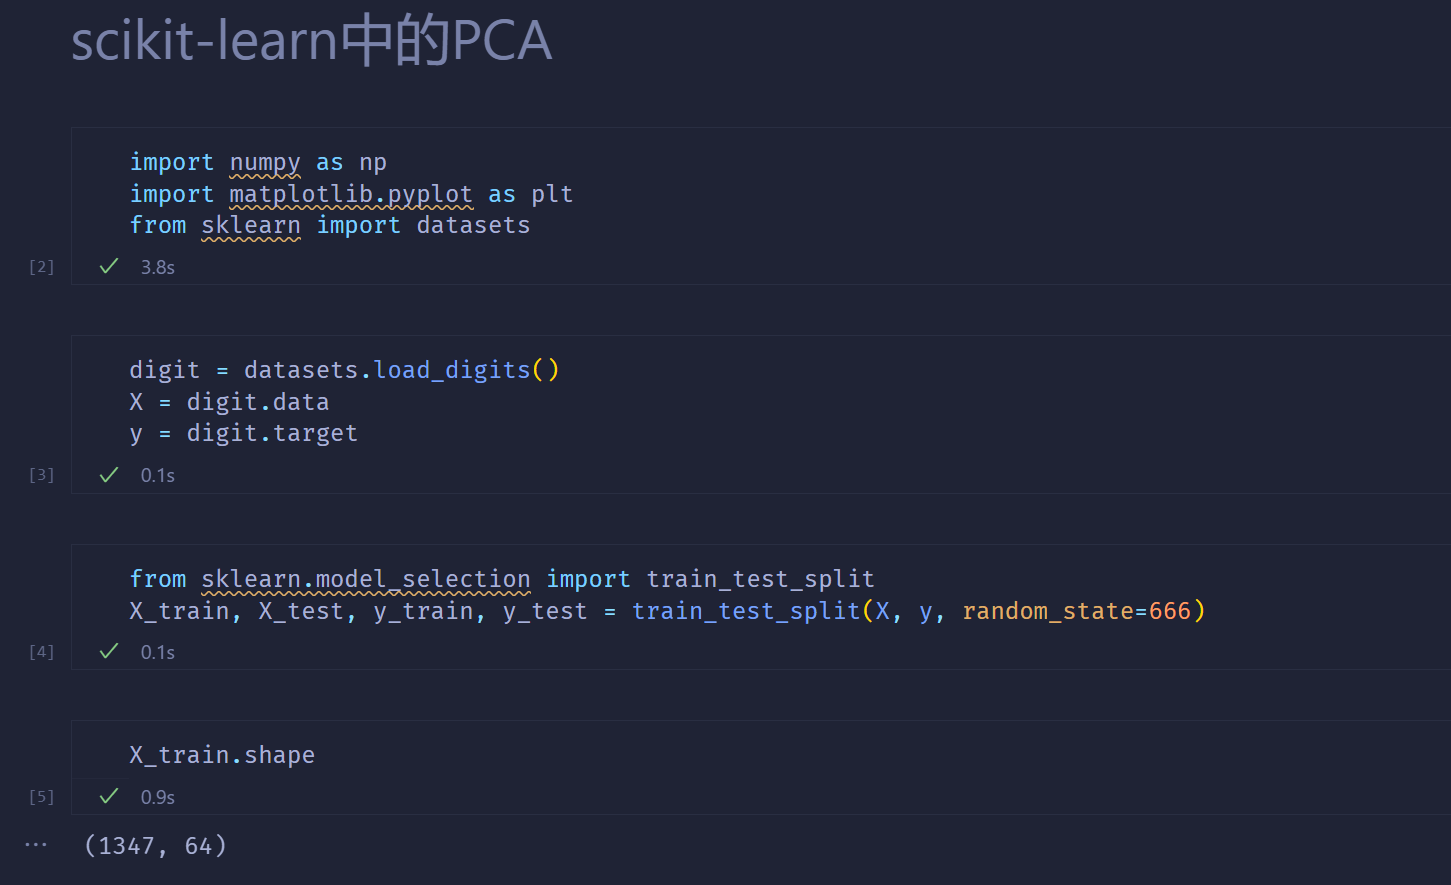 scikit-learn中的PCA
import numpy as np
import matplotlib.pyplot as plt
from sklearn import datasets
[2] ✓ 3.8s
digit = datasets.load_digits()
X = digit.data
y = digit.target
[3] ✓ 0.1s
from sklearn.model_selection import train_test_split
X_train, X_test, y_train, y_test = train_test_split(X, y, random_state=666)
[4] ✓ 0.1s
X_train.shape
[5] ✓ 0.9s
... (1347, 64)